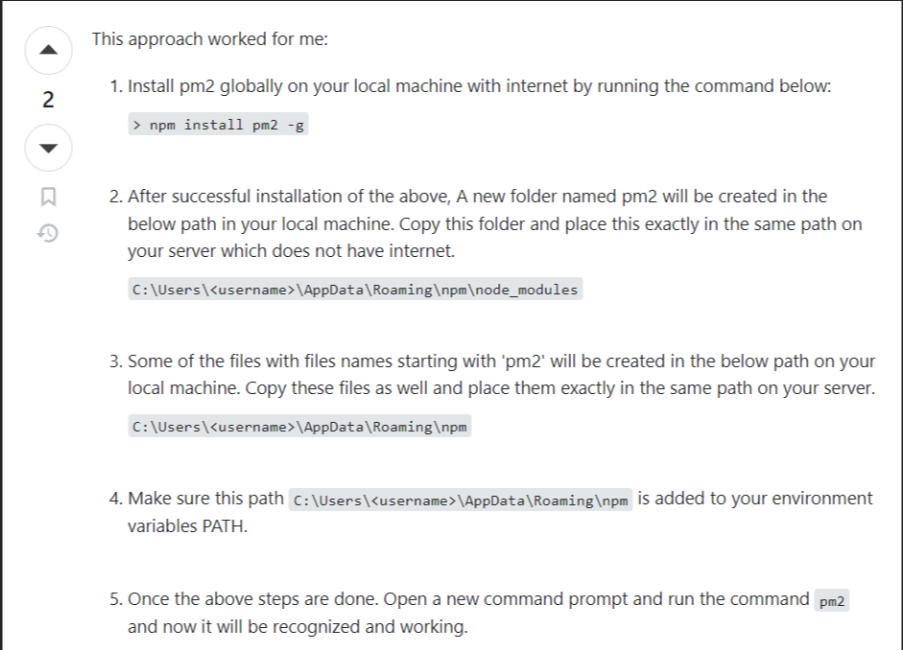 This approach worked for me:
1. Install pm2 globally on your local machine with internet by running the command below:
> npm install pm2 -g
2
2. After successful installation of the above, A new folder named pm2 will be created in the
below path in your local machine. Copy this folder and place this exactly in the same path on
your server which does not have internet.
C:\Users\<username>\AppData\Roaming\npm\node_modules
3. Some of the files with files names starting with 'pm2' will be created in the below path on your
local machine. Copy these files as well and place them exactly in the same path on your server.
C:\Users\<username>\AppData\Roaming\npm
4. Make sure this path C:\Users\<username>\AppData\Roaming\npm is added to your environment
variables PATH.
5. Once the above steps are done. Open a new command prompt and run the command pm2
and now it will be recognized and working.